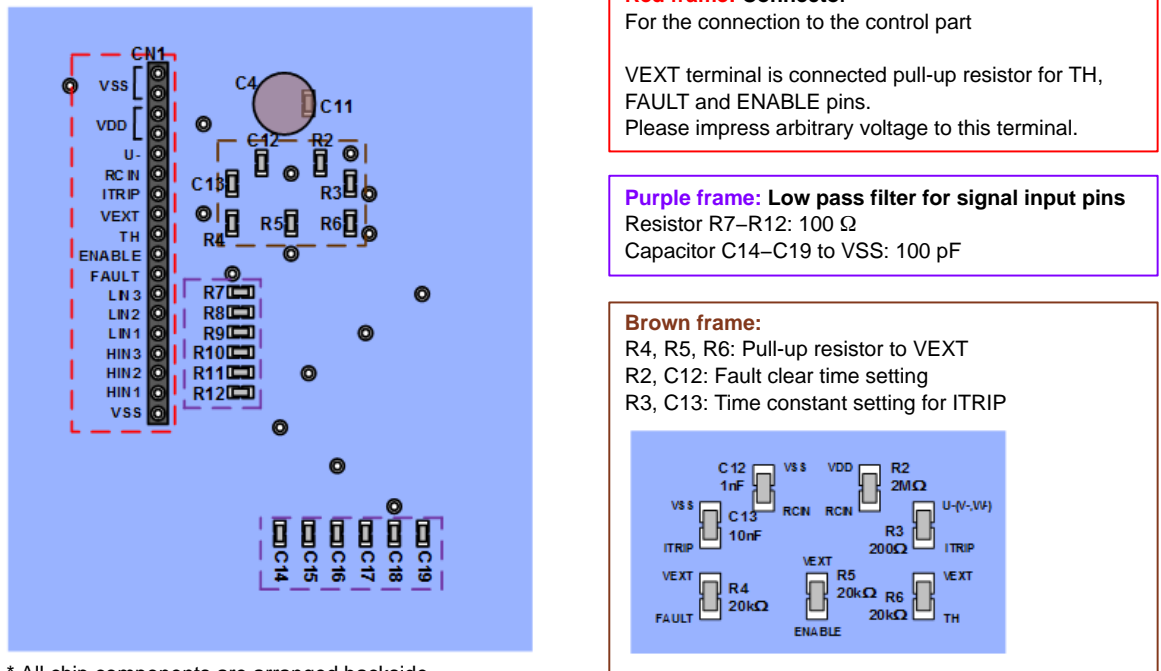 CN1
VSS
VDD
U-
RCIN
ITRIP
VEXT
TH
ENABLE
FAULT
LIN3
LIN2
LIN1
HIN3
HIN2
HIN1
VSS
C4
C11
C12
R2
C13
R3
R4
R5
R6
R7
R8
R9
R10
R11
R12
C14
C15
C16
C17
C18
C19
* All chip components are arranged backside
Red frame: Connector
For the connection to the control part
VEXT terminal is connected pull-up resistor for TH,
FAULT and ENABLE pins.
Please impress arbitrary voltage to this terminal.
Purple frame: Low pass filter for signal input pins
Resistor R7−R12: 100 Ω
Capacitor C14−C19 to VSS: 100 pF
Brown frame:
R4, R5, R6: Pull-up resistor to VEXT
R2, C12: Fault clear time setting
R3, C13: Time constant setting for ITRIP
C12
1nF
VSS
RCIN
VDD
RCIN
R2
2MΩ
VSS
ITRIP
C13
10nF
U-(V-,W-)
R3
200Ω
ITRIP
VEXT
FAULT
R4
20kΩ
VEXT
R5
20kΩ
ENABLE
R6
20kΩ
VEXT
TH